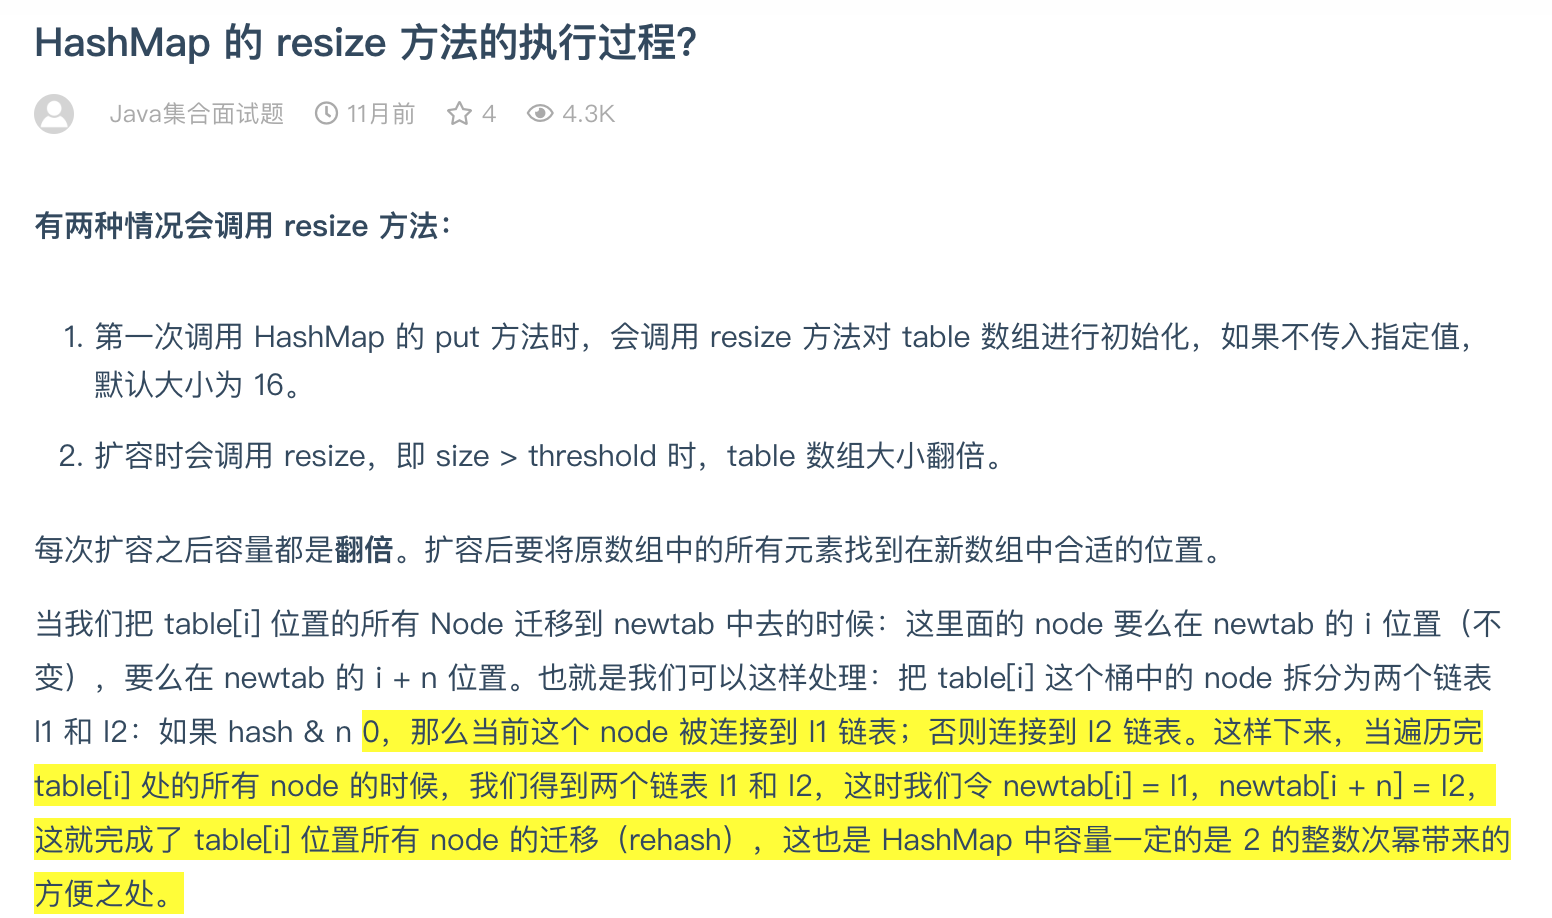 HashMap 的 resize 方法的执行过程?
Java集合面试题 11月前 4 4.3K
有两种情况会调用 resize 方法：
1. 第一次调用 HashMap 的 put 方法时，会调用 resize 方法对 table 数组进行初始化，如果不传入指定值，
默认大小为 16。
2. 扩容时会调用 resize，即 size > threshold 时，table 数组大小翻倍。
每次扩容之后容量都是翻倍。扩容后要将原数组中的所有元素找到在新数组中合适的位置。
当我们把 table[i] 位置的所有 Node 迁移到 newtab 中去的时候：这里面的 node 要么在 newtab 的 i 位置（不
变），要么在 newtab 的 i + n 位置。也就是我们可以这样处理：把 table[i] 这个桶中的 node 拆分为两个链表
l1 和 l2：如果 hash & n 0，那么当前这个 node 被连接到 l1 链表；否则连接到 l2 链表。这样下来，当遍历完
table[i] 处的所有 node 的时候，我们得到两个链表 l1 和 l2，这时我们令 newtab[i] = l1，newtab[i + n] = l2，
这就完成了 table[i] 位置所有 node 的迁移（rehash），这也是 HashMap 中容量一定的是 2 的整数次幂带来的
方便之处。